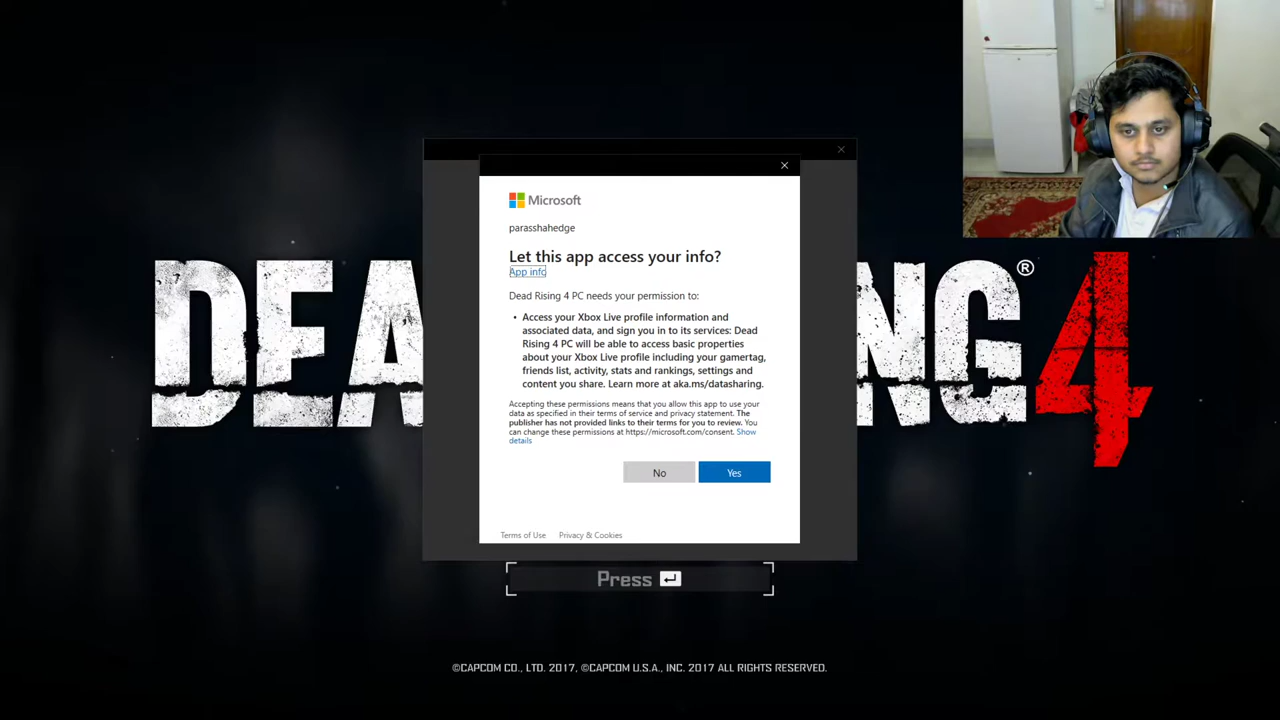 Microsoft
parasshahedge
Let this app access your info?
App info
Dead Rising 4 PC needs your permission to:
• Access your Xbox Live profile information and
associated data, and sign you in to its services: Dead
Rising 4 PC will be able to access basic properties
about your Xbox Live profile including your gamertag,
friends list, activity, stats and rankings, settings and
content you share. Learn more at aka.ms/datasharing.
Accepting these permissions means that you allow this app to use your
data as specified in their terms of service and privacy statement. The
publisher has not provided links to their terms for you to review. You
can change these permissions at https://microsoft.com/consent. Show
details
No Yes
Terms of Use Privacy & Cookies
DEA NG 4 ®
Press
©CAPCOM CO., LTD. 2017, ©CAPCOM U.S.A., INC. 2017 ALL RIGHTS RESERVED.